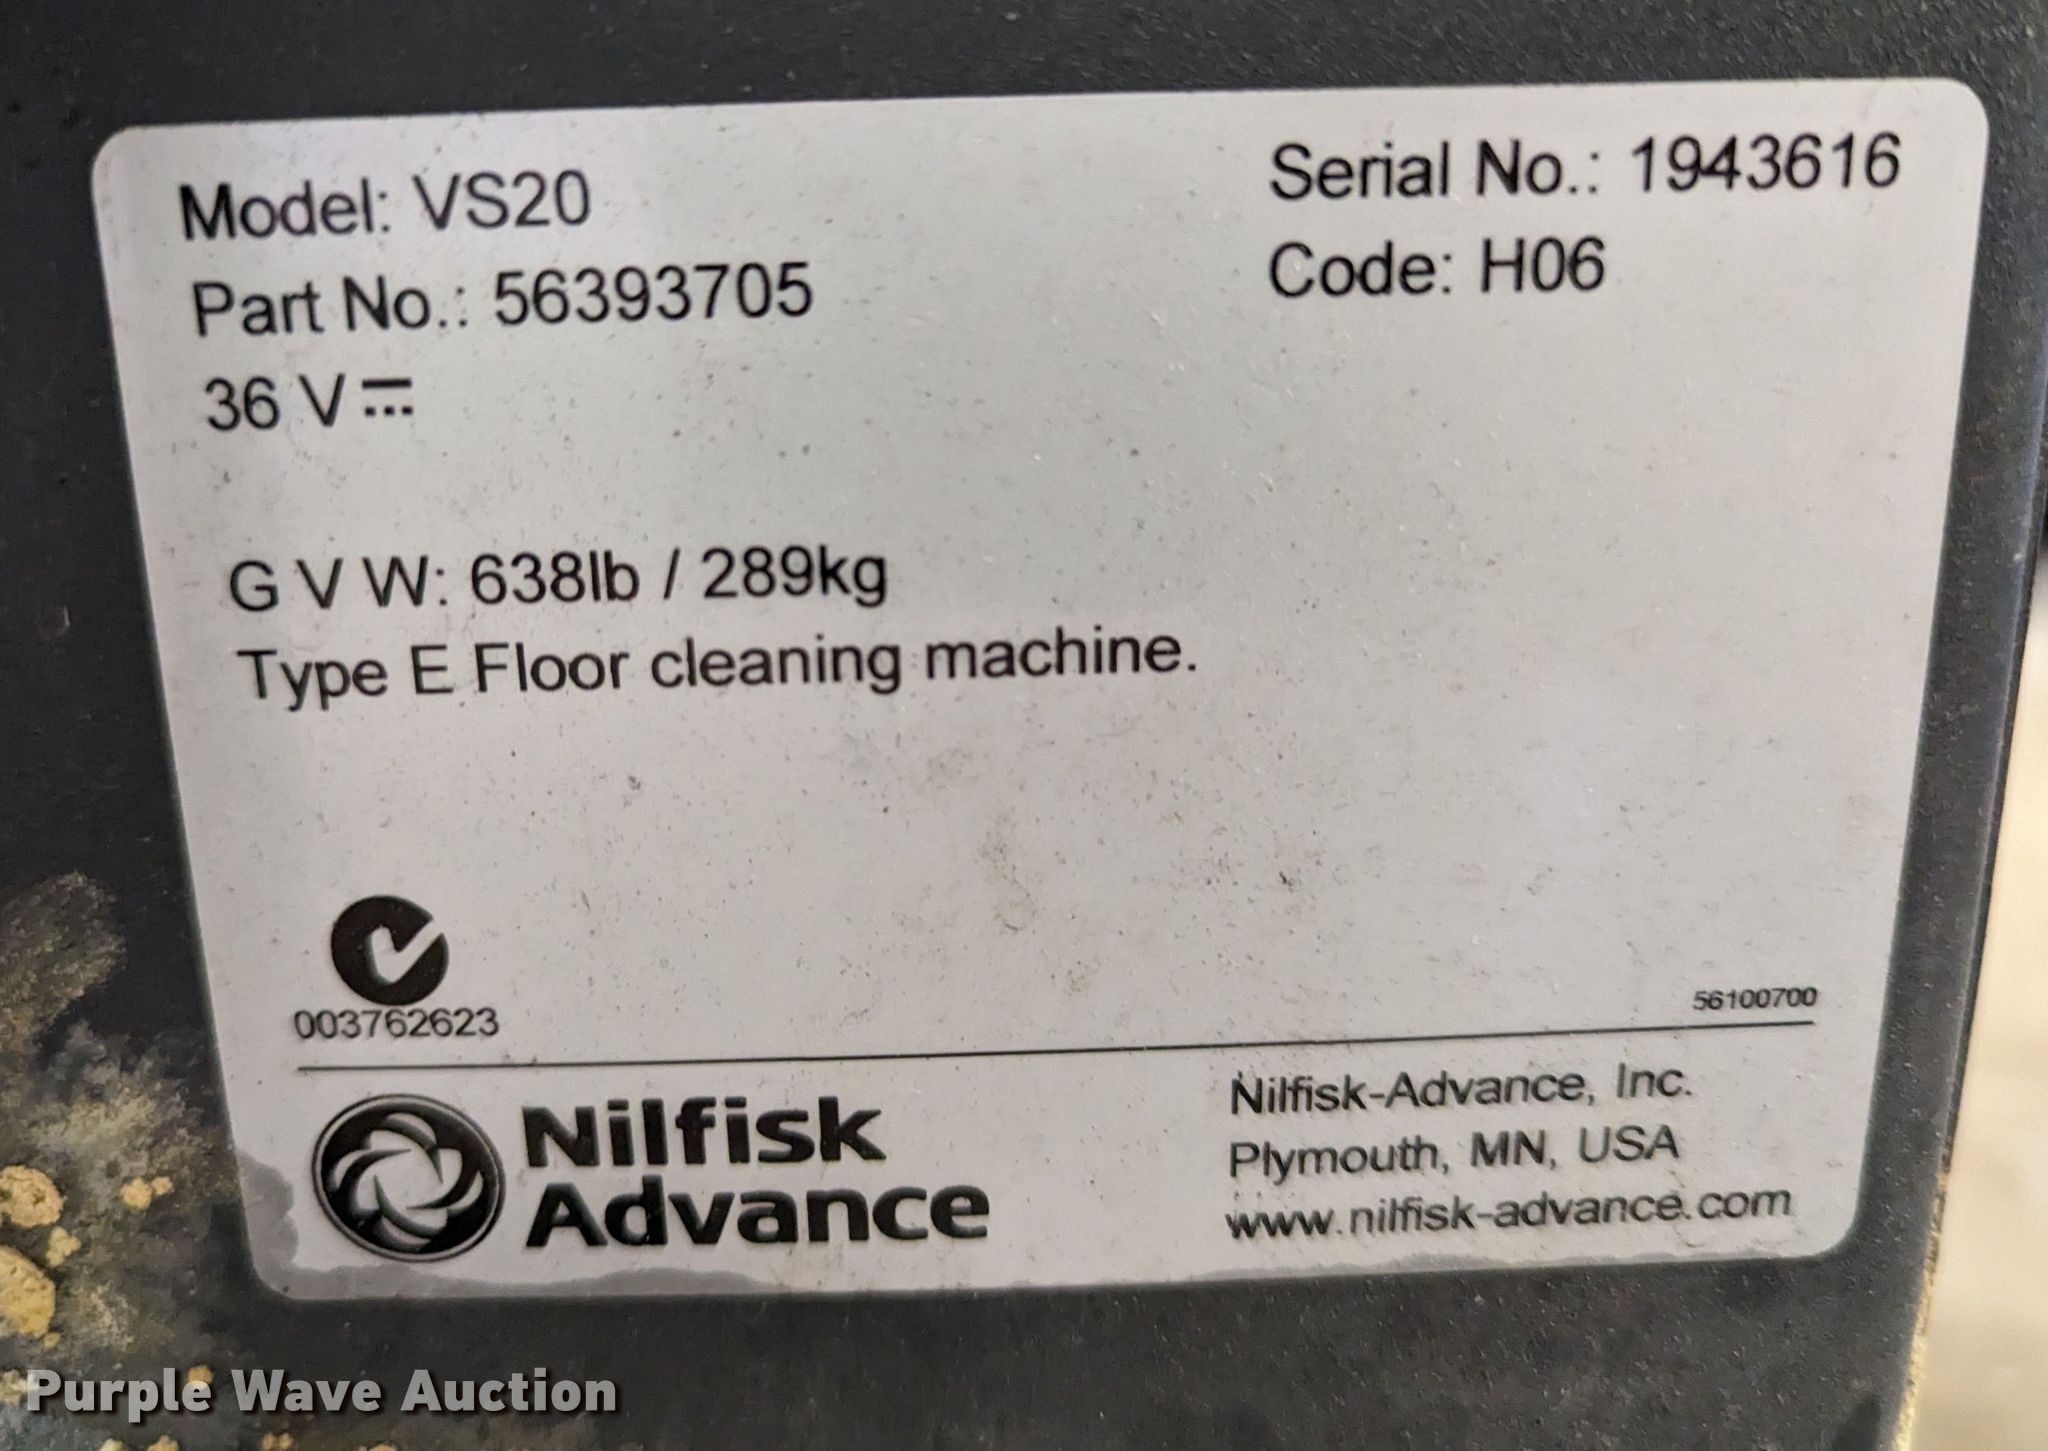 Model: VS20
Serial No.: 1943616
Part No.: 56393705
Code: H06
36 V
G V W: 638lb / 289kg
Type E Floor cleaning machine.
003762623
56100700
Nilfisk
Advance
Nilfisk-Advance, Inc.
Plymouth, MN, USA
www.nilfisk-advance.com
Purple Wave Auction